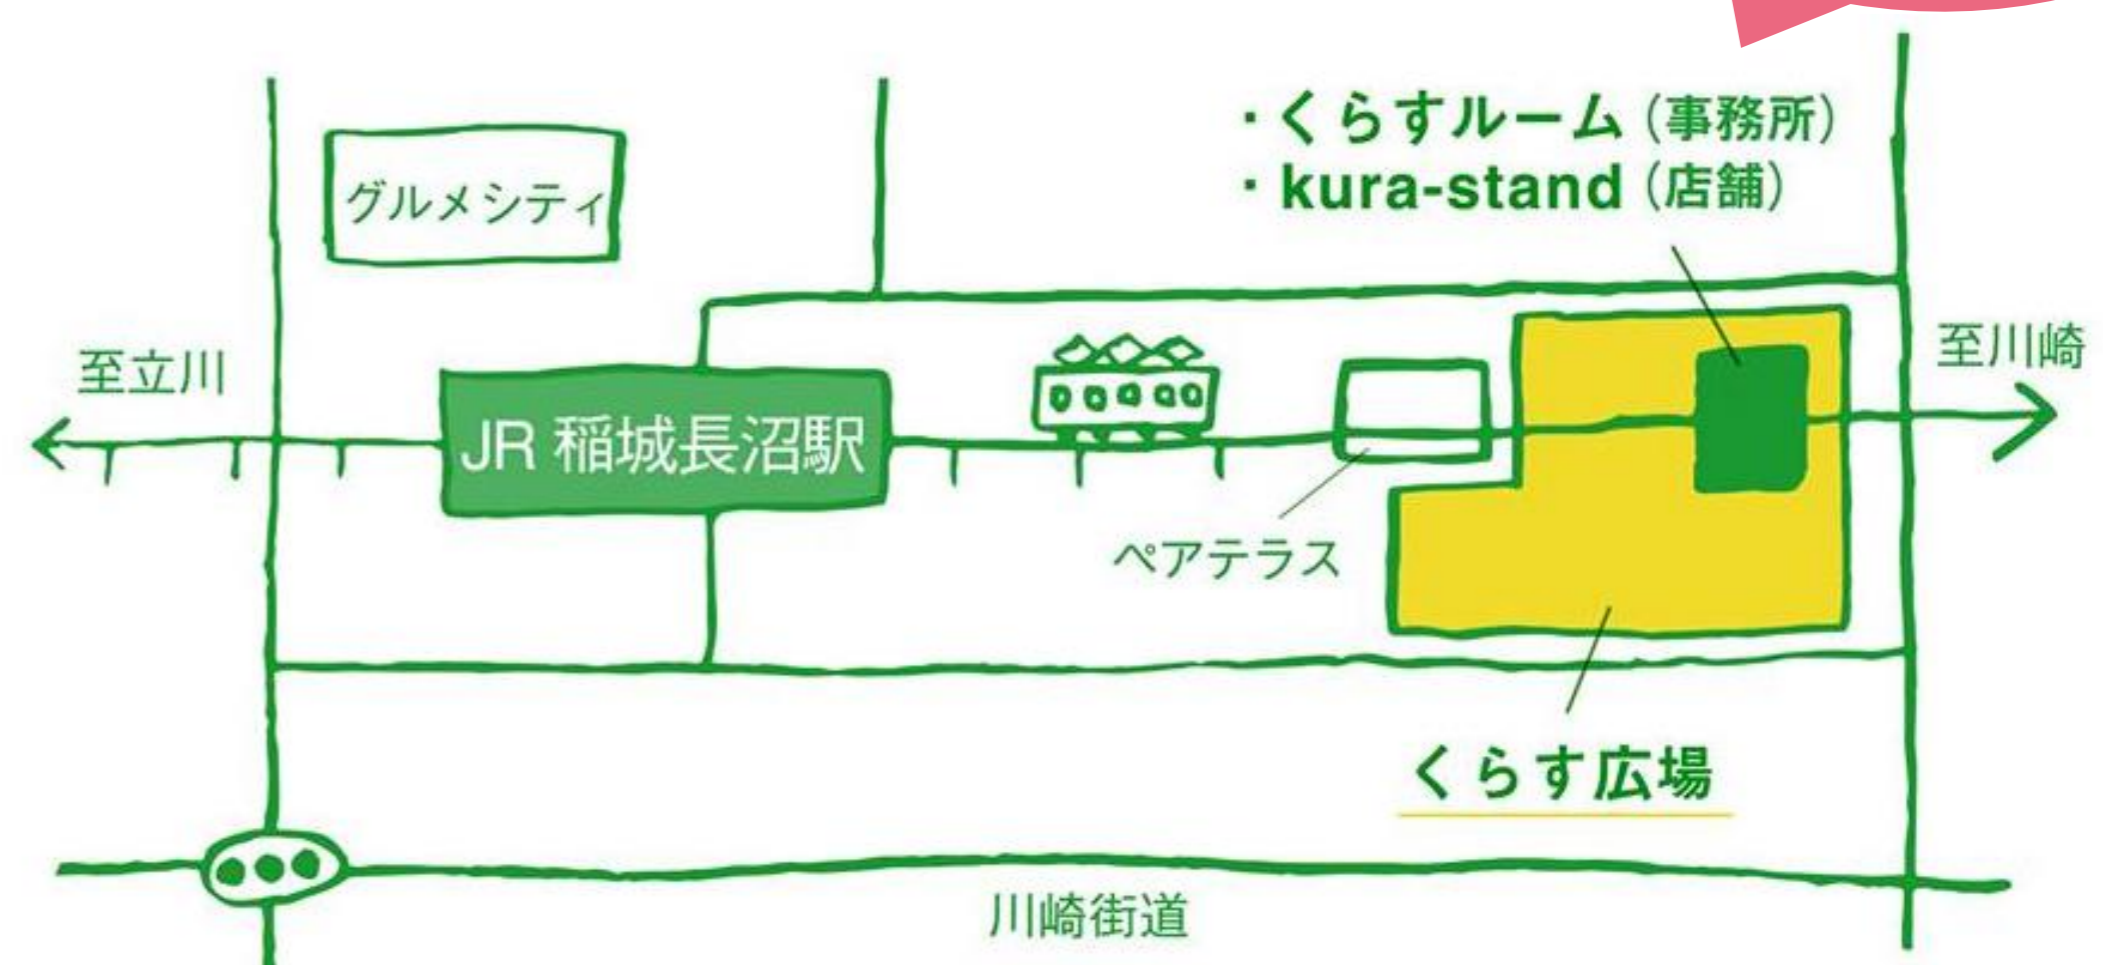 ・くらすルーム（事務所）
・kura-stand（店舗）
グルメシティ
至立川
至川崎
JR 稲城長沼駅
ペアテラス
くらす広場
川崎街道